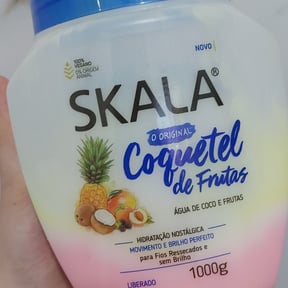 100%
VEGANO
NOVO
SKALA®
O ORIGINAL
Coquetel
de Frutas
ÁGUA DE COCO E FRUTAS
HIDRATAÇÃO NOSTÁLGICA
MOVIMENTO E BRILHO PERFEITO
para Fios Ressecados e
sem Brilho
1000g
LIBERADO